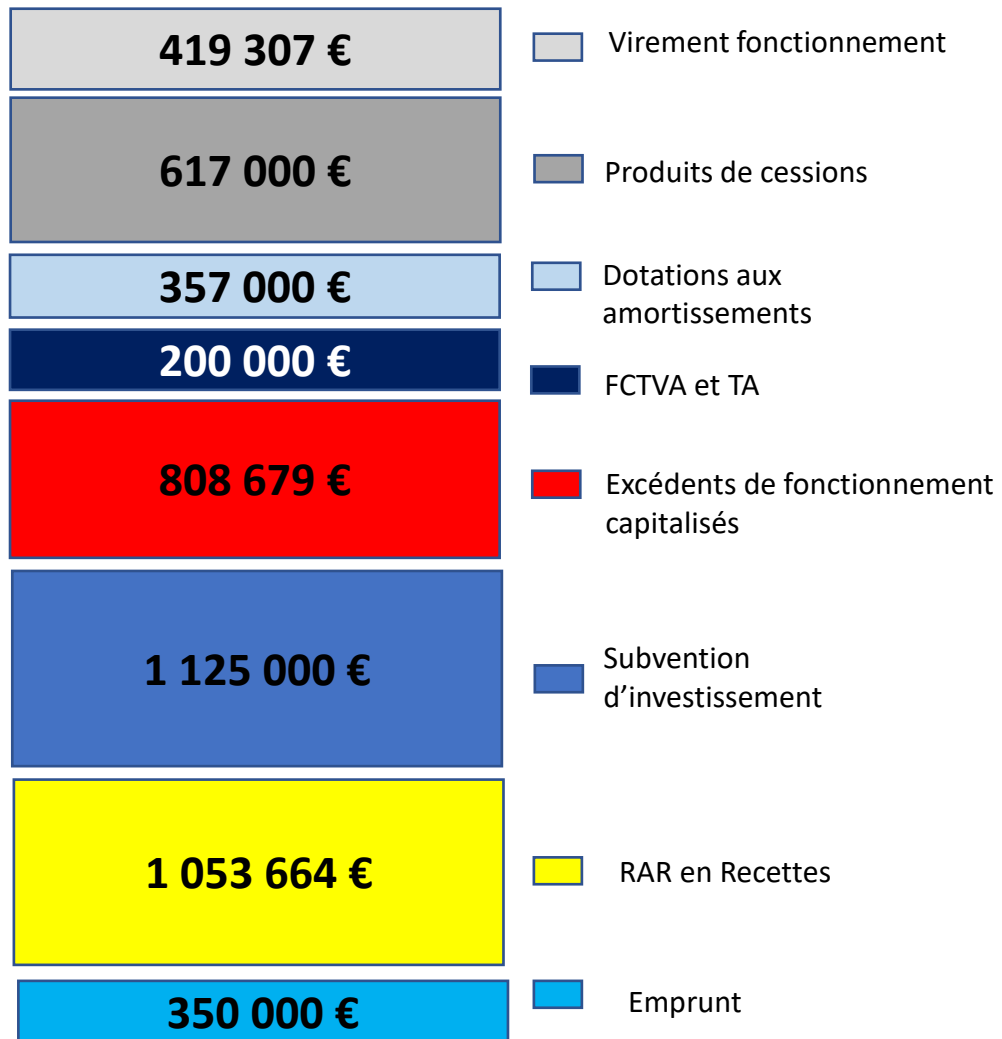 419 307 €
Virement fonctionnement
617 000 €
Produits de cessions
357 000 €
Dotations aux
amortissements
200 000 €
FCTVA et TA
808 679 €
Excédents de fonctionnement
capitalisés
1 125 000 €
Subvention
d’investissement
1 053 664 €
RAR en Recettes
350 000 €
Emprunt